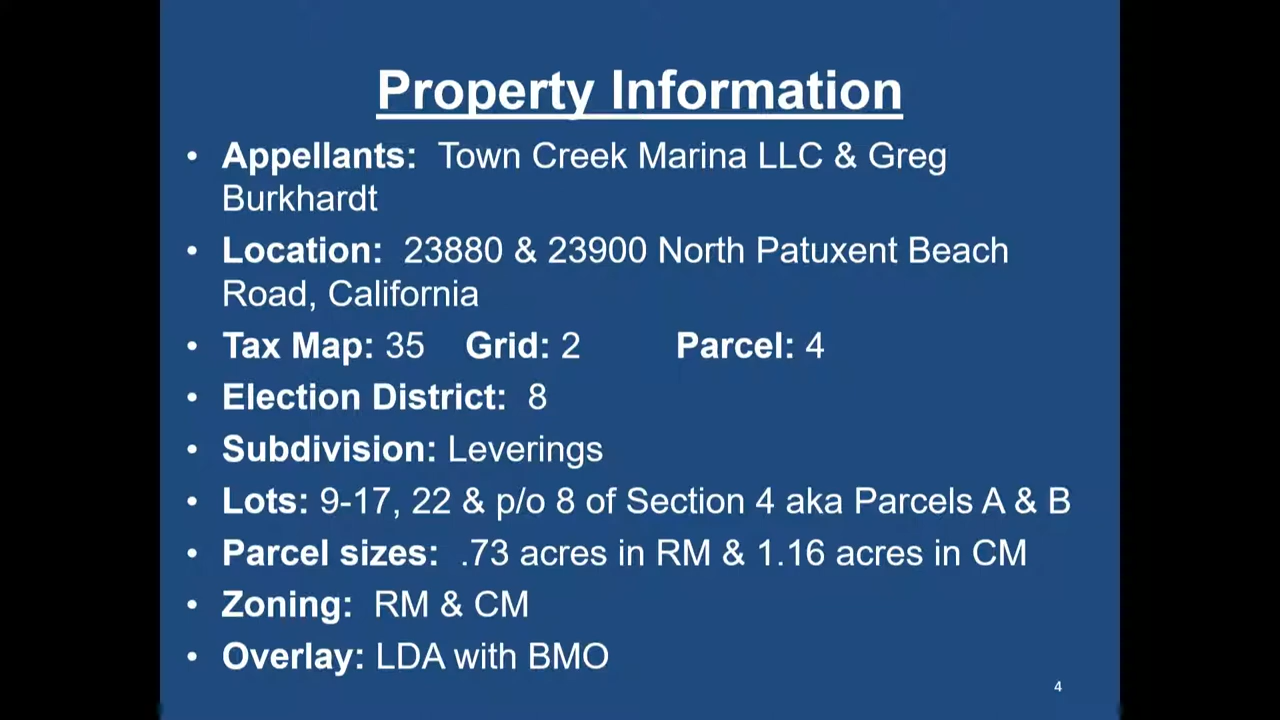 Property Information
• Appellants: Town Creek Marina LLC & Greg
Burkhardt
• Location: 23880 & 23900 North Patuxent Beach
Road, California
• Tax Map: 35 Grid: 2 Parcel: 4
• Election District: 8
• Subdivision: Leverings
• Lots: 9-17, 22 & p/o 8 of Section 4 aka Parcels A & B
• Parcel sizes: .73 acres in RM & 1.16 acres in CM
• Zoning: RM & CM
• Overlay: LDA with BMO
4